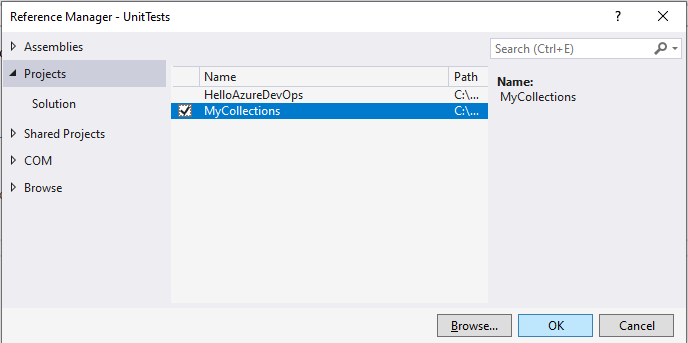 Reference Manager - UnitTests
? ✕
Assemblies
Projects
Solution
Shared Projects
COM
Browse
Name Path
HelloAzureDevOps C:\...
MyCollections C:\...
Search (Ctrl+E)
Name:
MyCollections
Browse... OK Cancel